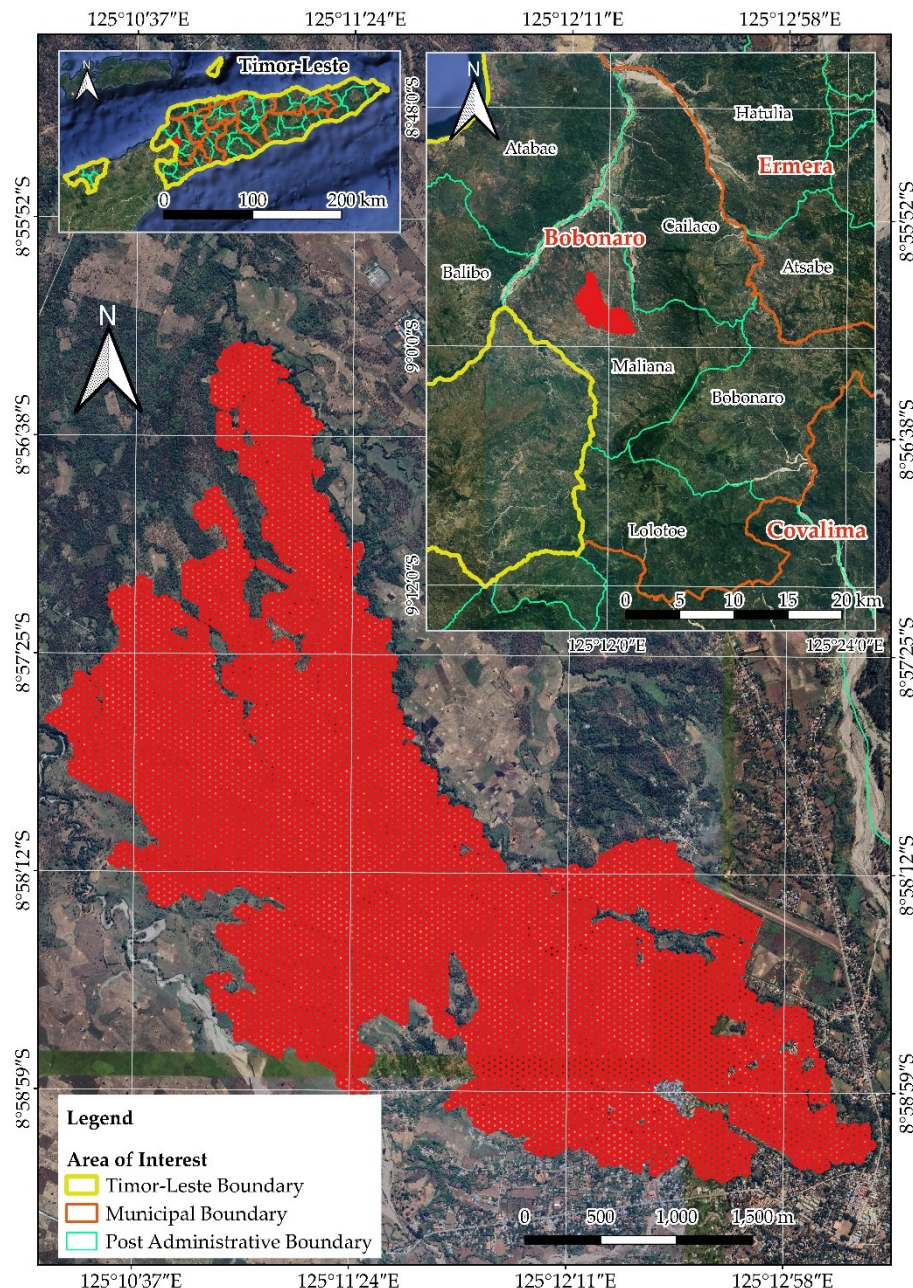 125°10′37″E 125°11′24″E 125°12′11″E 125°12′58″E
N
Timor-Leste
0 100 200 km
8°48′0″S
9°0′0″S
9°12′0″S
N
Hatulia
Atabae
Ermera
Cailaco
Bobonaro
Atsabe
Balibo
Maliana
Bobonaro
Lolotoe
Covalima
0 5 10 15 20 km
125°12′0″E 125°24′0″E
N
8°55′52″S 8°55′52″S
8°56′38″S 8°56′38″S
8°57′25″S 8°57′25″S
8°58′12″S 8°58′12″S
8°58′59″S 8°58′59″S
Legend
Area of Interest
Timor-Leste Boundary
Municipal Boundary
Post Administrative Boundary
0 500 1,000 1,500 m
125°10′37″E 125°11′24″E 125°12′11″E 125°12′58″E